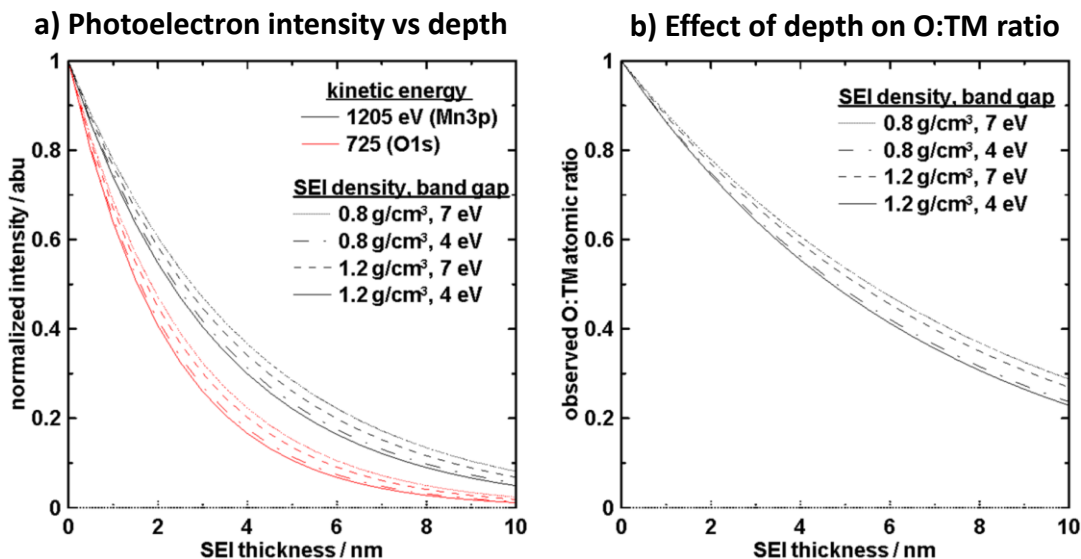 a) Photoelectron intensity vs depth
normalized intensity / abu
1
0.8
0.6
0.4
0.2
0
kinetic energy
1205 eV (Mn3p)
725 (O1s)
SEI density, band gap
0.8 g/cm³, 7 eV
0.8 g/cm³, 4 eV
1.2 g/cm³, 7 eV
1.2 g/cm³, 4 eV
0 2 4 6 8 10
SEI thickness / nm
b) Effect of depth on O:TM ratio
observed O:TM atomic ratio
1
0.8
0.6
0.4
0.2
0
SEI density, band gap
0.8 g/cm³, 7 eV
0.8 g/cm³, 4 eV
1.2 g/cm³, 7 eV
1.2 g/cm³, 4 eV
0 2 4 6 8 10
SEI thickness / nm